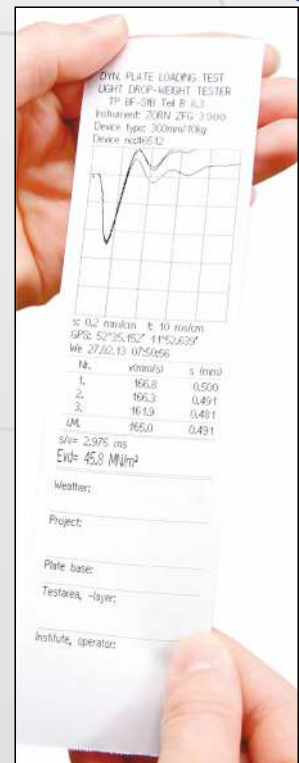 DYN. PLATE LOADING TEST
LIGHT DROP-WEIGHT TESTER
TP BF-StB Teil B 8.3
Instrument: ZORN ZFG 3000
Device type: 300mm/10kg
Device no:#6512
s: 0,2 mm/cm t: 10 ms/cm
GPS: 52°35,152' 11°52,639'
We 27.02.13 07:50:56
Nr. v(mm/s) s (mm)
1. 166,8 0,500
2. 166,3 0,491
3. 161,9 0,481
i.M. 165,0 0,491
s/v= 2,975 ms
Evd= 45,8 MN/m²
Weather:
Project:
Plate base:
Testarea, -layer:
Institute, operator: